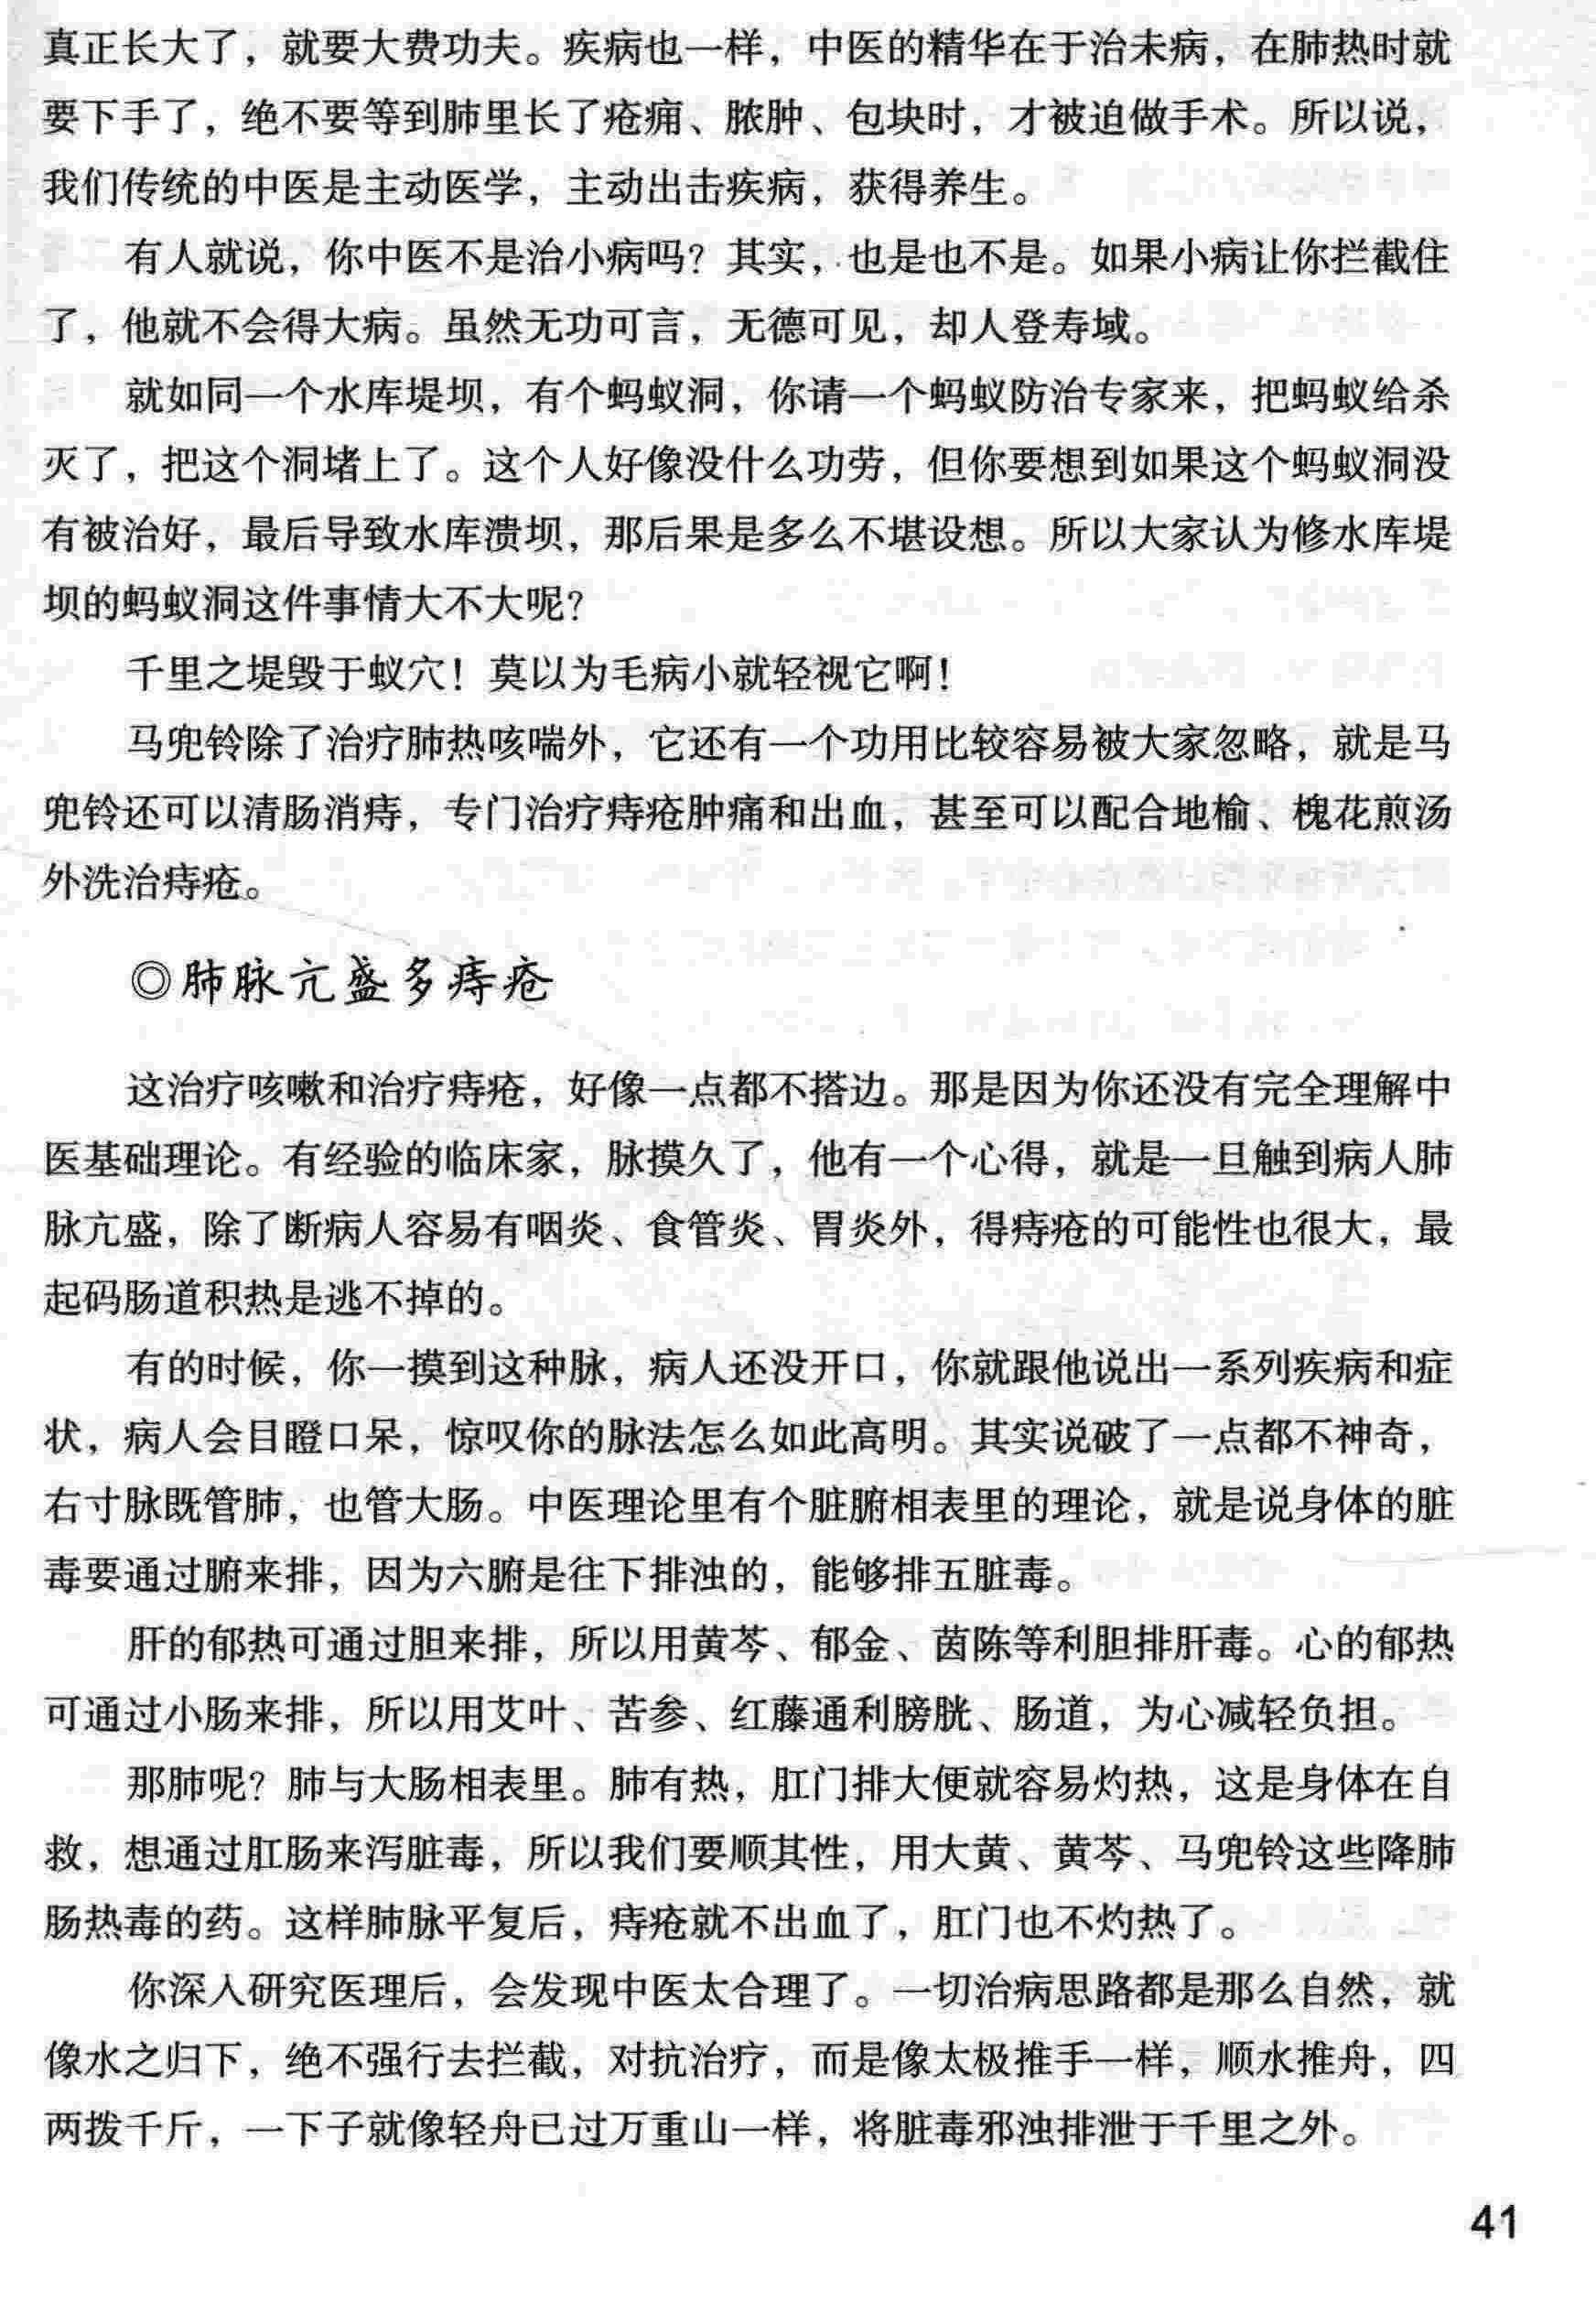 真正长大了，就要大费功夫。疾病也一样，中医的精华在于治未病，在肺热时就
要下手了，绝不要等到肺里长了疮痈、脓肿、包块时，才被迫做手术。所以说，
我们传统的中医是主动医学，主动出击疾病，获得养生。
有人就说，你中医不是治小病吗？其实，也是也不是。如果小病让你拦截住
了，他就不会得大病。虽然无功可言，无德可见，却人登寿域。
就如同一个水库堤坝，有个蚂蚁洞，你请一个蚂蚁防治专家来，把蚂蚁给杀
灭了，把这个洞堵上了。这个人好像没什么功劳，但你要想到如果这个蚂蚁洞没
有被治好，最后导致水库溃坝，那后果是多么不堪设想。所以大家认为修水库堤
坝的蚂蚁洞这件事情大不大呢？
千里之堤毁于蚁穴！莫以为毛病小就轻视它啊！
马兜铃除了治疗肺热咳喘外，它还有一个功用比较容易被大家忽略，就是马
兜铃还可以清肠消痔，专门治疗痔疮肿痛和出血，甚至可以配合地榆、槐花煎汤
外洗治痔疮。
◎肺脉亢盛多痔疮
这治疗咳嗽和治疗痔疮，好像一点都不搭边。那是因为你还没有完全理解中
医基础理论。有经验的临床家，脉摸久了，他有一个心得，就是一旦触到病人肺
脉亢盛，除了断病人容易有咽炎、食管炎、胃炎外，得痔疮的可能性也很大，最
起码肠道积热是逃不掉的。
有的时候，你一摸到这种脉，病人还没开口，你就跟他说出一系列疾病和症
状，病人会目瞪口呆，惊叹你的脉法怎么如此高明。其实说破了一点都不神奇，
右寸脉既管肺，也管大肠。中医理论里有个脏腑相表里的理论，就是说身体的脏
毒要通过腑来排，因为六腑是往下排浊的，能够排五脏毒。
肝的郁热可通过胆来排，所以用黄芩、郁金、茵陈等利胆排肝毒。心的郁热
可通过小肠来排，所以用艾叶、苦参、红藤通利膀胱、肠道，为心减轻负担。
那肺呢？肺与大肠相表里。肺有热，肛门排大便就容易灼热，这是身体在自
救，想通过肛肠来泻脏毒，所以我们要顺其性，用大黄、黄芩、马兜铃这些降肺
肠热毒的药。这样肺脉平复后，痔疮就不出血了，肛门也不灼热了。
你深入研究医理后，会发现中医太合理了。一切治病思路都是那么自然，就
像水之归下，绝不强行去拦截，对抗治疗，而是像太极推手一样，顺水推舟，四
两拨千斤，一下子就像轻舟已过万重山一样，将脏毒邪浊排泄于千里之外。
41